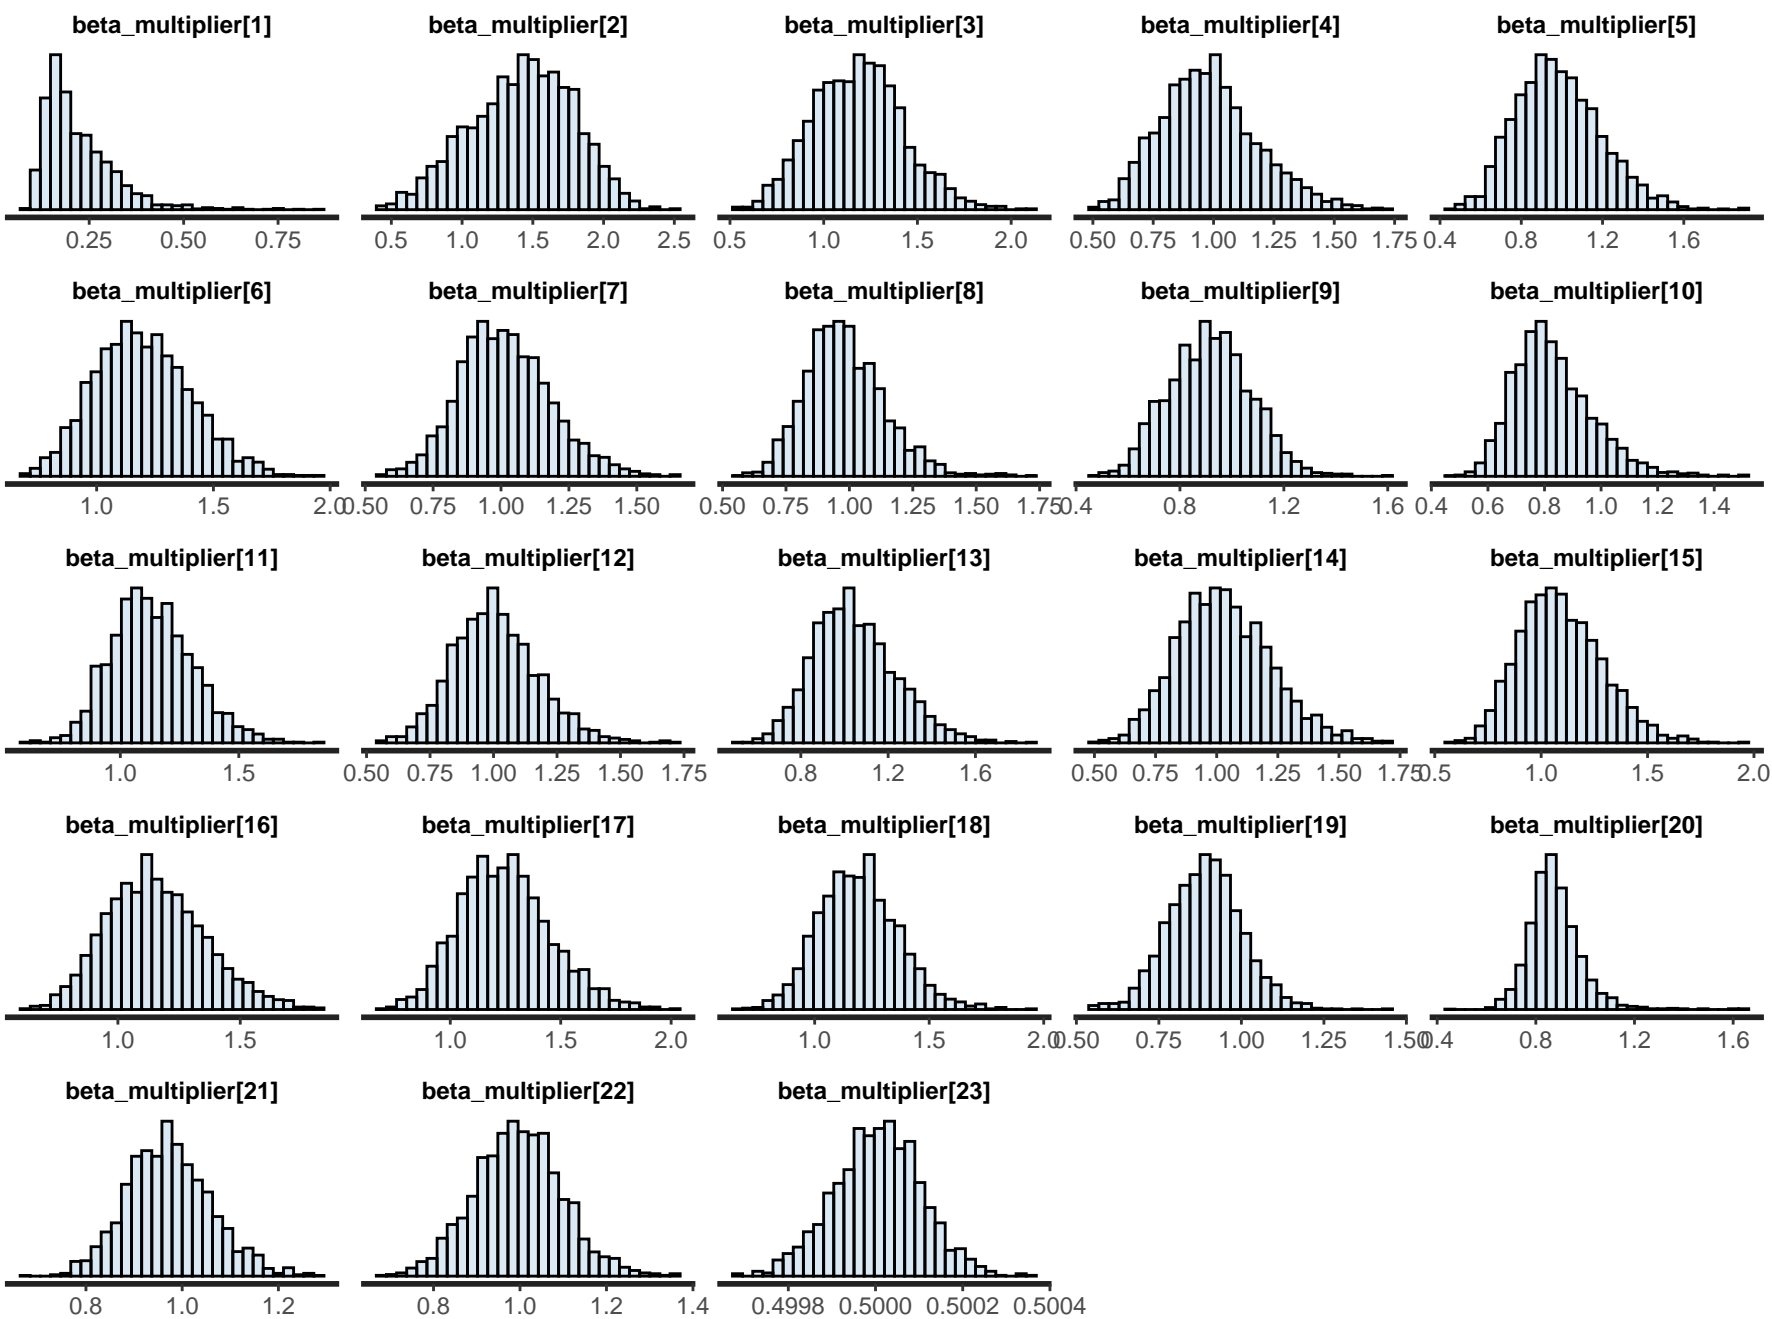 beta_multiplier[1] beta_multiplier[2] beta_multiplier[3] beta_multiplier[4] beta_multiplier[5]
0.25 0.50 0.75 0.5 1.0 1.5 2.0 2.5 0.5 1.0 1.5 2.0 0.50 0.75 1.00 1.25 1.50 1.75 0.4 0.8 1.2 1.6
beta_multiplier[6] beta_multiplier[7] beta_multiplier[8] beta_multiplier[9] beta_multiplier[10]
1.0 1.5 2.0 0.50 0.75 1.00 1.25 1.50 0.50 0.75 1.00 1.25 1.50 1.75 0.4 0.8 1.2 1.6 0.4 0.6 0.8 1.0 1.2 1.4
beta_multiplier[11] beta_multiplier[12] beta_multiplier[13] beta_multiplier[14] beta_multiplier[15]
1.0 1.5 0.50 0.75 1.00 1.25 1.50 1.75 0.8 1.2 1.6 0.50 0.75 1.00 1.25 1.50 1.75 0.5 1.0 1.5 2.0
beta_multiplier[16] beta_multiplier[17] beta_multiplier[18] beta_multiplier[19] beta_multiplier[20]
1.0 1.5 1.0 1.5 2.0 1.0 1.5 2.0 0.50 0.75 1.00 1.25 1.50 0.4 0.8 1.2 1.6
beta_multiplier[21] beta_multiplier[22] beta_multiplier[23]
0.8 1.0 1.2 0.8 1.0 1.2 1.4 0.4998 0.5000 0.5002 0.5004